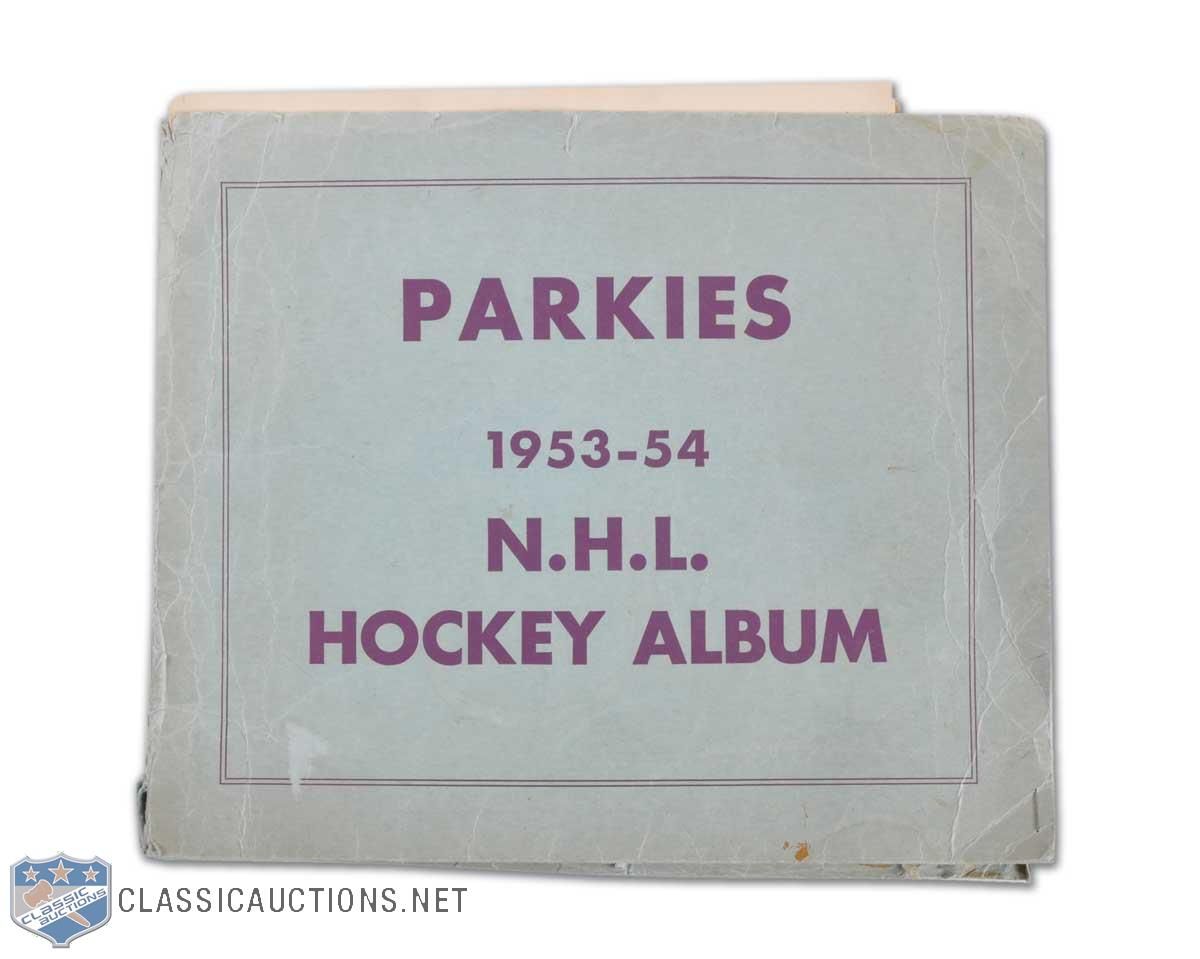 PARKIES
1953-54
N.H.L.
HOCKEY ALBUM
CLASSIC
AUCTIONS
CLASSICAUCTIONS.NET